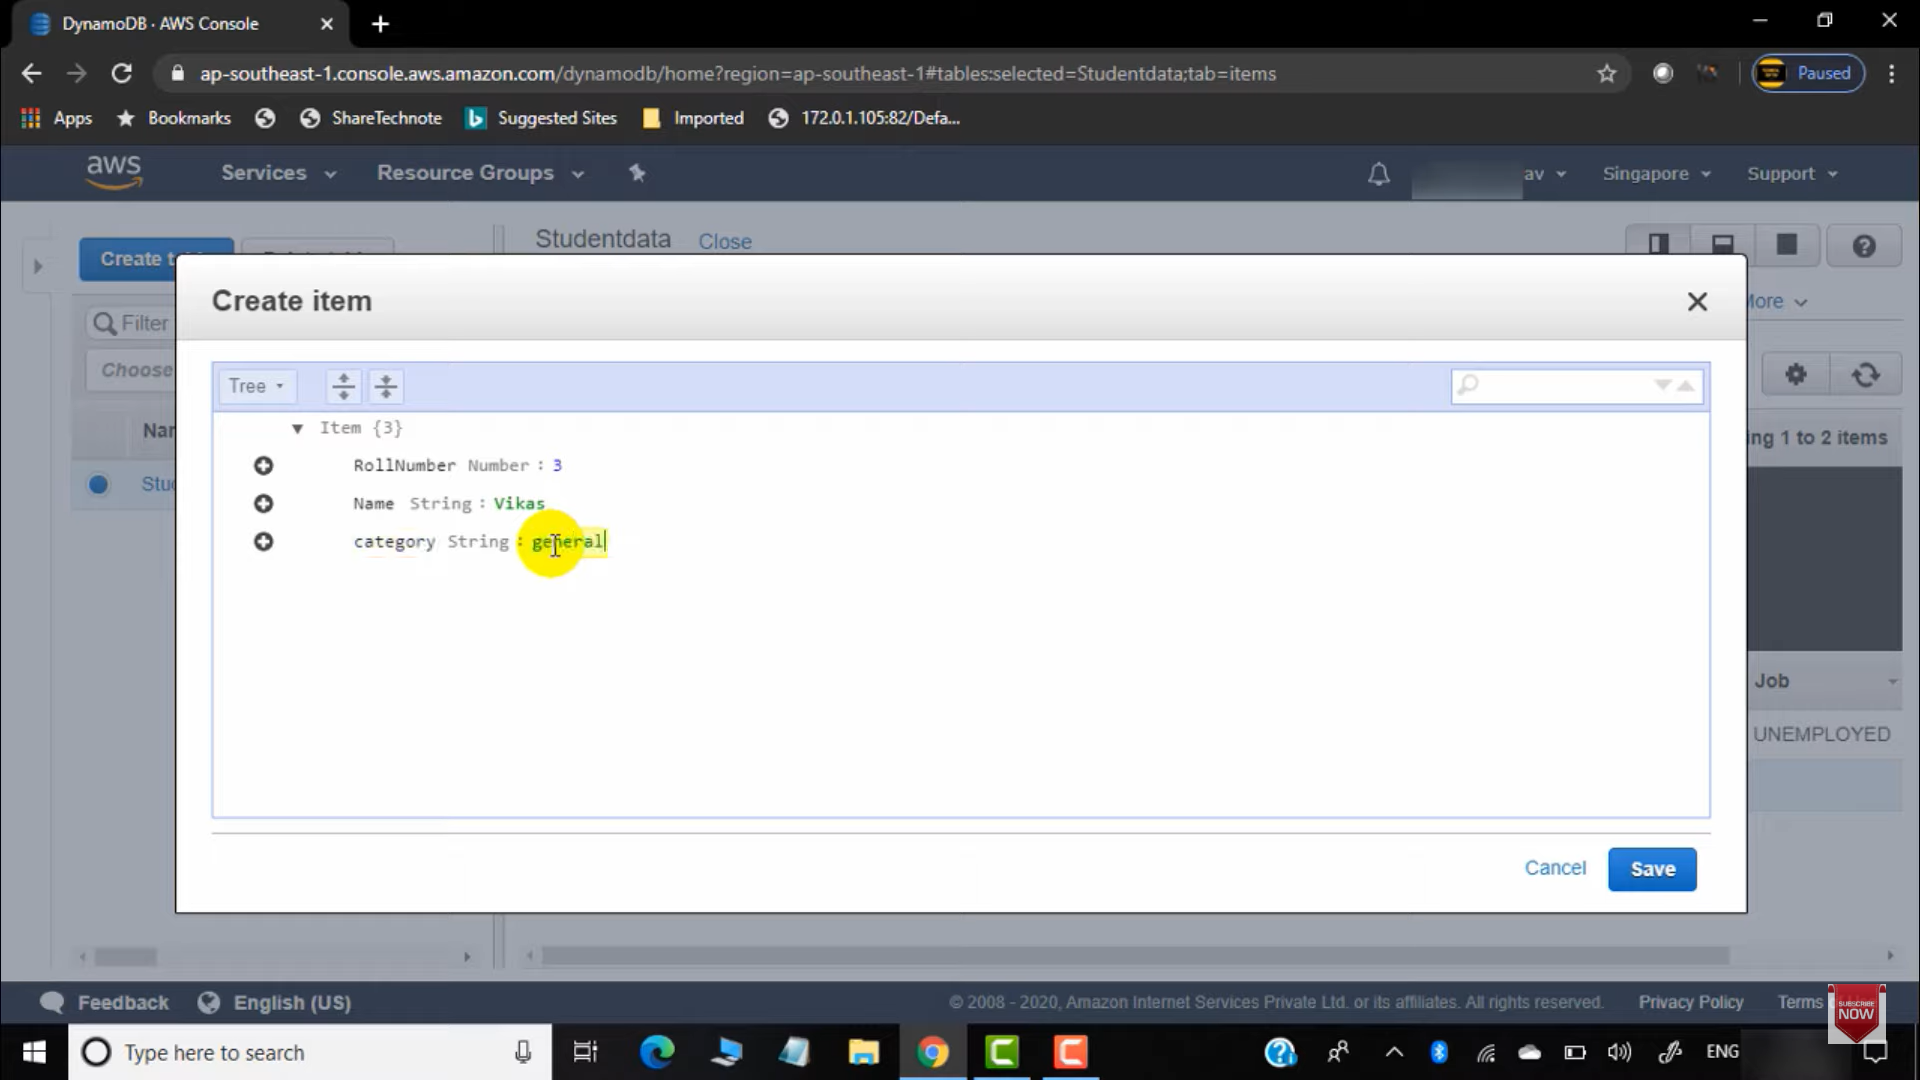 DynamoDB · AWS Console
ap-southeast-1.console.aws.amazon.com/dynamodb/home?region=ap-southeast-1#tables:selected=Studentdata;tab=items
Paused
Apps
Bookmarks
ShareTechnote
Suggested Sites
Imported
172.0.1.105:82/Defa...
aws
Services
Resource Groups
av
Singapore
Support
Create t
Studentdata
Close
Create item
More
Filter
Choose
Tree
Nar
ing 1 to 2 items
Item {3}
RollNumber Number : 3
Stu
Name String : Vikas
category String : general
Job
UNEMPLOYED
Cancel
Save
Feedback
English (US)
© 2008 - 2020, Amazon Internet Services Private Ltd. or its affiliates. All rights reserved.
Privacy Policy
Terms
SUBSCRIBE
NOW
Type here to search
ENG